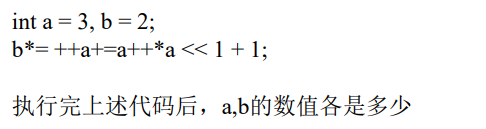 int a = 3, b = 2;
b*= ++a+=a++*a << 1 + 1;
执行完上述代码后，a,b的数值各是多少